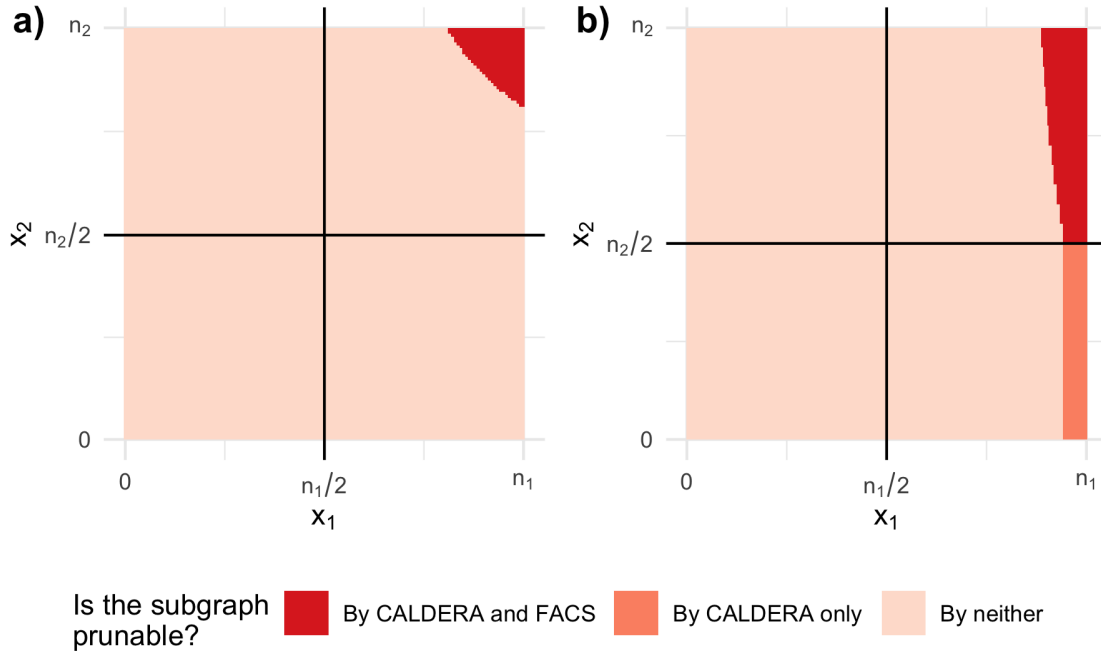 a)
n₂
x₂
n₂/2
0
0
n₁/2
n₁
x₁
b)
n₂
x₂
n₂/2
0
0
n₁/2
n₁
x₁
Is the subgraph
prunable?
By CALDERA and FACS
By CALDERA only
By neither